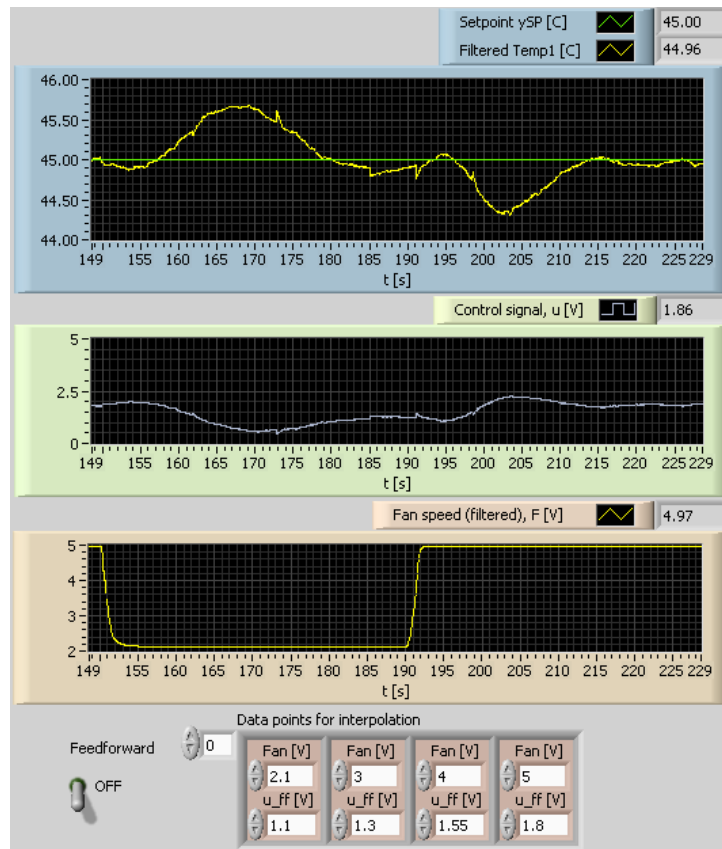 Setpoint ySP [C] 45.00
Filtered Temp1 [C] 44.96
46.00
45.50
45.00
44.50
44.00
149 155 160 165 170 175 180 185 190 195 200 205 210 215 220 225 229
t [s]
Control signal, u [V] 1.86
5
2.5
0
149 155 160 165 170 175 180 185 190 195 200 205 210 215 220 225 229
t [s]
Fan speed (filtered), F [V] 4.97
5
4
3
2
149 155 160 165 170 175 180 185 190 195 200 205 210 215 220 225 229
t [s]
Data points for interpolation
Feedforward 0
OFF
Fan [V] Fan [V] Fan [V] Fan [V]
2.1 3 4 5
u_ff [V] u_ff [V] u_ff [V] u_ff [V]
1.1 1.3 1.55 1.8